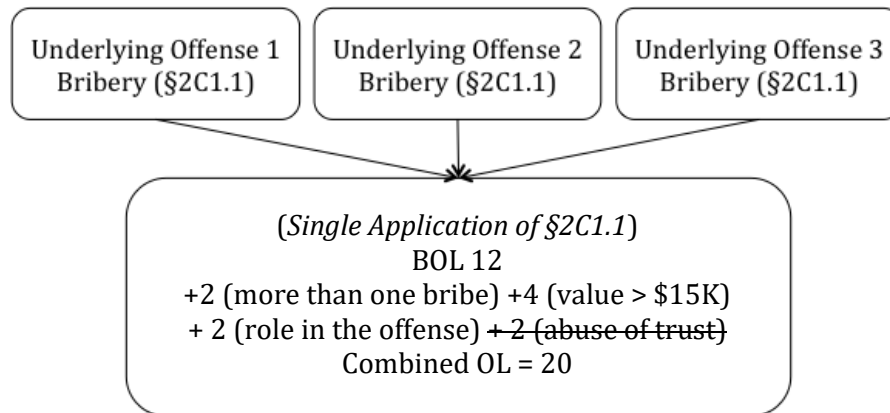 Underlying Offense 1
Bribery (§2C1.1)
Underlying Offense 2
Bribery (§2C1.1)
Underlying Offense 3
Bribery (§2C1.1)
(Single Application of §2C1.1)
BOL 12
+2 (more than one bribe) +4 (value > $15K)
+ 2 (role in the offense) + 2 (abuse of trust)
Combined OL = 20